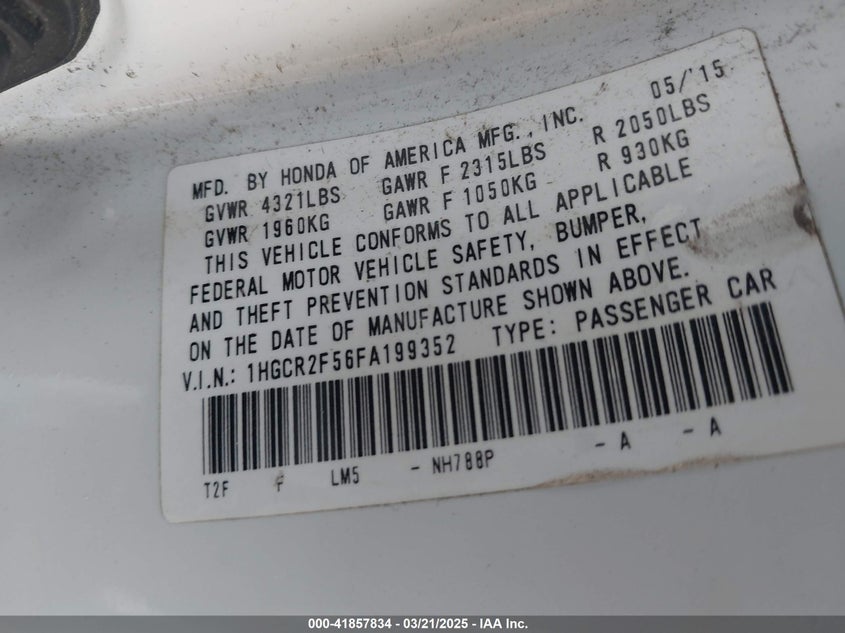 05/'15
MFD. BY HONDA OF AMERICA MFG., INC.
GVWR 4321LBS GAWR F 2315LBS R 2050LBS
GVWR 1960KG GAWR F 1050KG R 930KG
THIS VEHICLE CONFORMS TO ALL APPLICABLE
FEDERAL MOTOR VEHICLE SAFETY, BUMPER,
AND THEFT PREVENTION STANDARDS IN EFFECT
ON THE DATE OF MANUFACTURE SHOWN ABOVE.
V.I.N.: 1HGCR2F56FA199352 TYPE: PASSENGER CAR
T2F F LM5 - NH788P - A - A
000-41857834 - 03/21/2025 - IAA Inc.